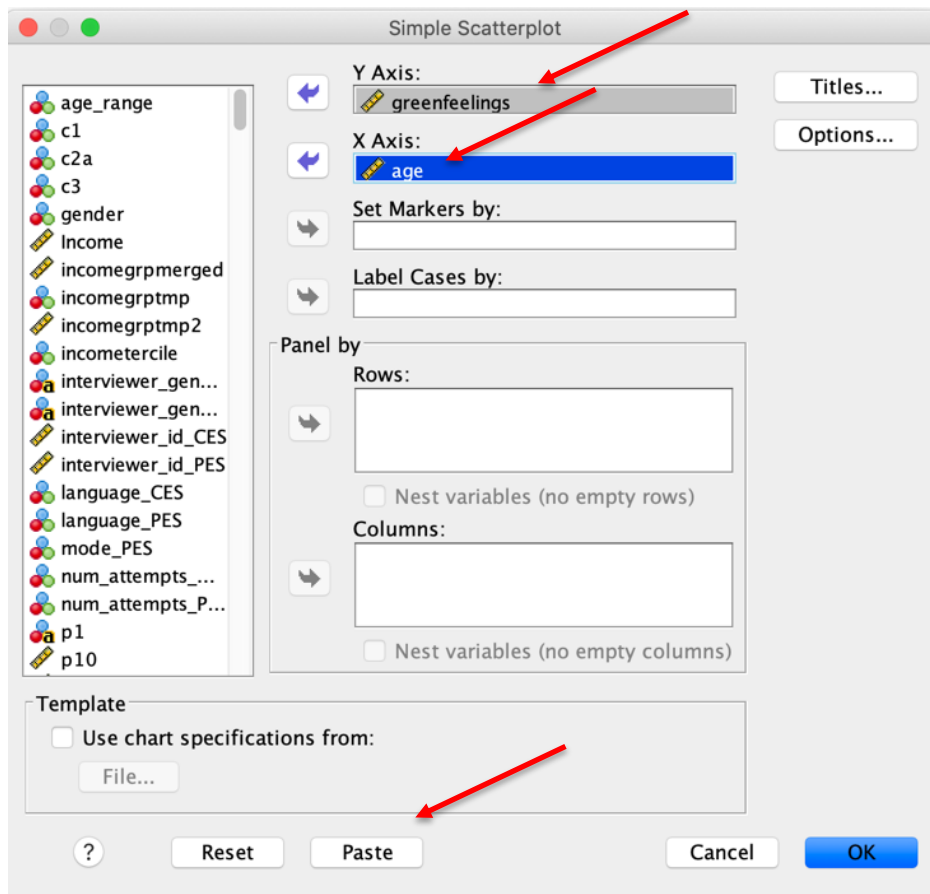 Simple Scatterplot
age_range
c1
c2a
c3
gender
Income
incomegrpmerged
incomegrptmp
incomegrptmp2
incometercile
interviewer_gen...
interviewer_gen...
interviewer_id_CES
interviewer_id_PES
language_CES
language_PES
mode_PES
num_attempts_...
num_attempts_P...
p1
p10
Y Axis:
greenfeelings
X Axis:
age
Set Markers by:
Label Cases by:
Panel by
Rows:
Nest variables (no empty rows)
Columns:
Nest variables (no empty columns)
Titles...
Options...
Template
Use chart specifications from:
File...
? Reset Paste Cancel OK